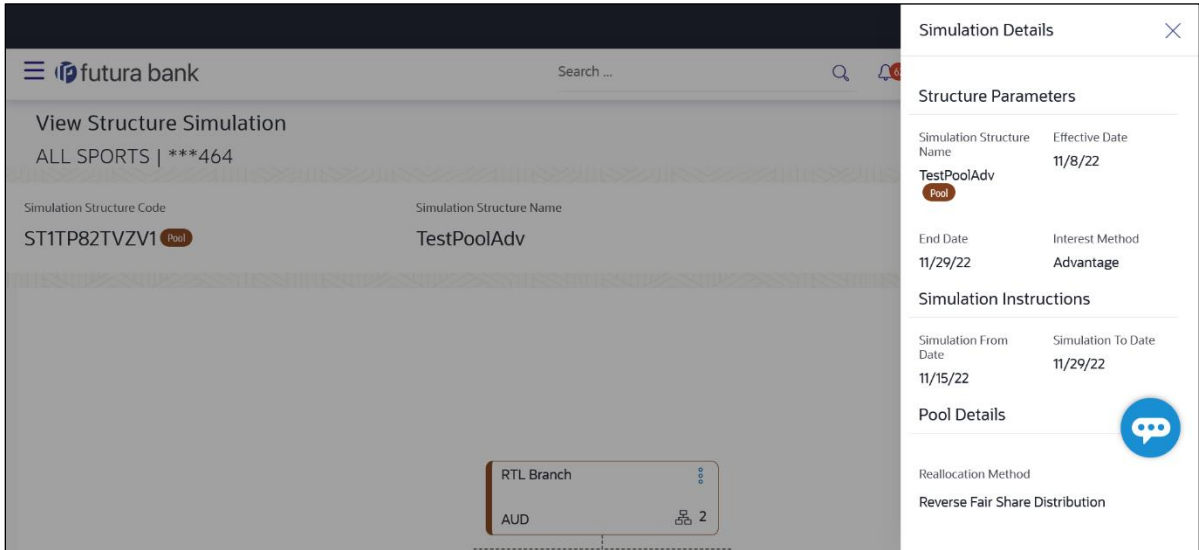 futura bank
Search ...
View Structure Simulation
ALL SPORTS | ***464
Simulation Structure Code
Simulation Structure Name
ST1TP82TVZV1 Pool
TestPoolAdv
RTL Branch
AUD
2
Simulation Details
Structure Parameters
Simulation Structure
Name
TestPoolAdv
Pool
Effective Date
11/8/22
End Date
11/29/22
Interest Method
Advantage
Simulation Instructions
Simulation From
Date
11/15/22
Simulation To Date
11/29/22
Pool Details
Reallocation Method
Reverse Fair Share Distribution